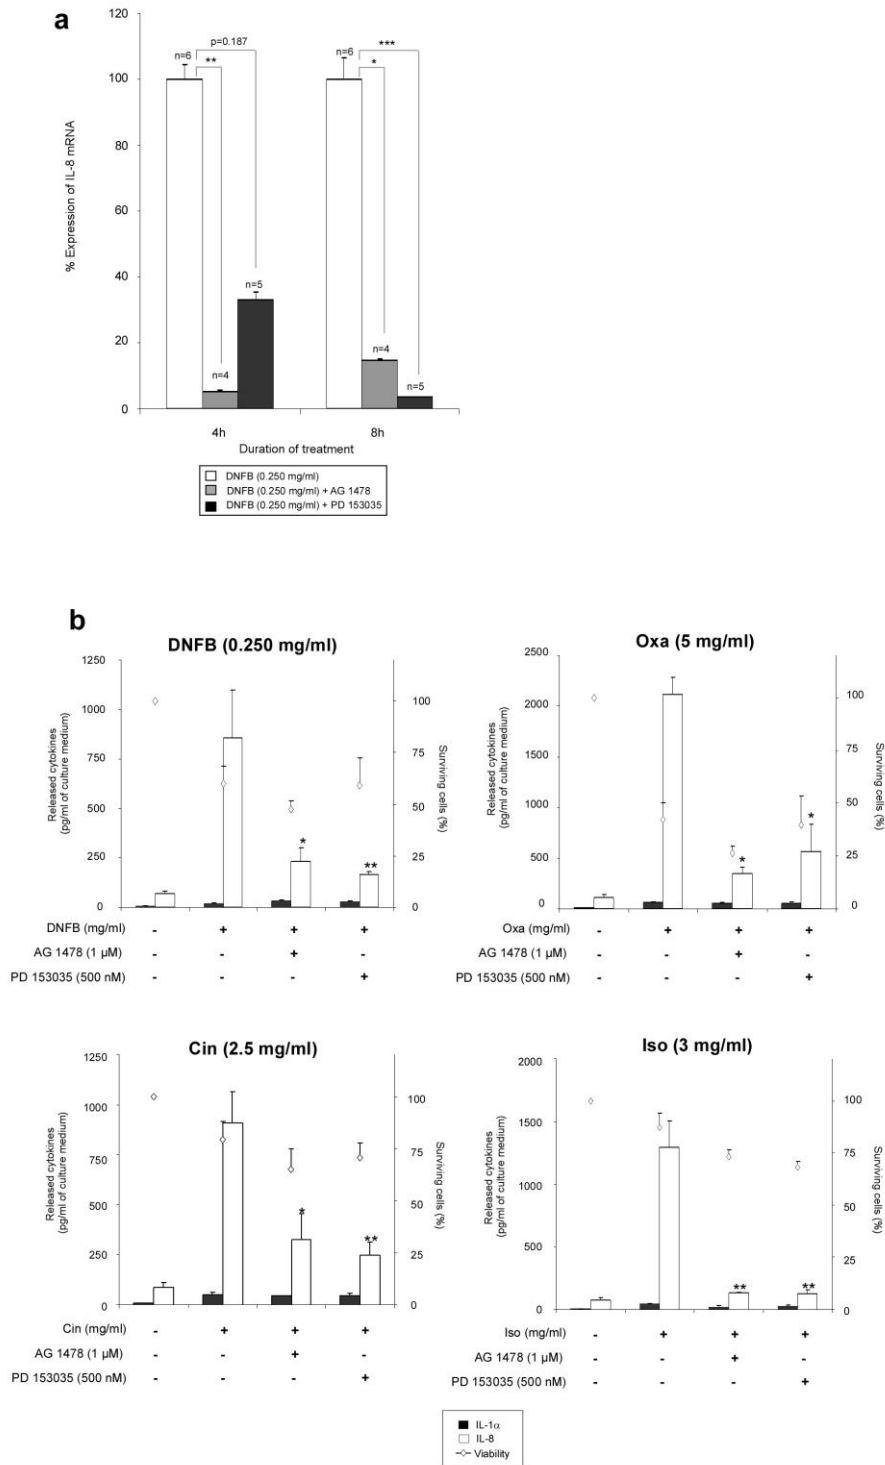 a
120
100
80
60
40
20
0
% Expression of IL-8 mRNA
p=0.187
n=6
**
n=5
n=4
***
n=6
*
n=4
n=5
4h
8h
Duration of treatment
DNFB (0.250 mg/ml)
DNFB (0.250 mg/ml) + AG 1478
DNFB (0.250 mg/ml) + PD 153035
b
DNFB (0.250 mg/ml)
1250
1000
750
500
250
0
Released cytokines
(pg/ml of culture medium)
100
75
50
25
0
Surviving cells (%)
*
**
DNFB (mg/ml) - + + +
AG 1478 (1 µM) - - + -
PD 153035 (500 nM) - - - +
Oxa (5 mg/ml)
2500
2000
1500
1000
500
0
Released cytokines
(pg/ml of culture medium)
100
75
50
25
0
Surviving cells (%)
*
*
Oxa (mg/ml) - + + +
AG 1478 (1 µM) - - + -
PD 153035 (500 nM) - - - +
Cin (2.5 mg/ml)
1250
1000
750
500
250
0
Released cytokines
(pg/ml of culture medium)
100
75
50
25
0
Surviving cells (%)
*
**
Cin (mg/ml) - + + +
AG 1478 (1 µM) - - + -
PD 153035 (500 nM) - - - +
Iso (3 mg/ml)
2000
1500
1000
500
0
Released cytokines
(pg/ml of culture medium)
100
75
50
25
0
Surviving cells (%)
**
**
Iso (mg/ml) - + + +
AG 1478 (1 µM) - - + -
PD 153035 (500 nM) - - - +
IL-1α
IL-8
Viability